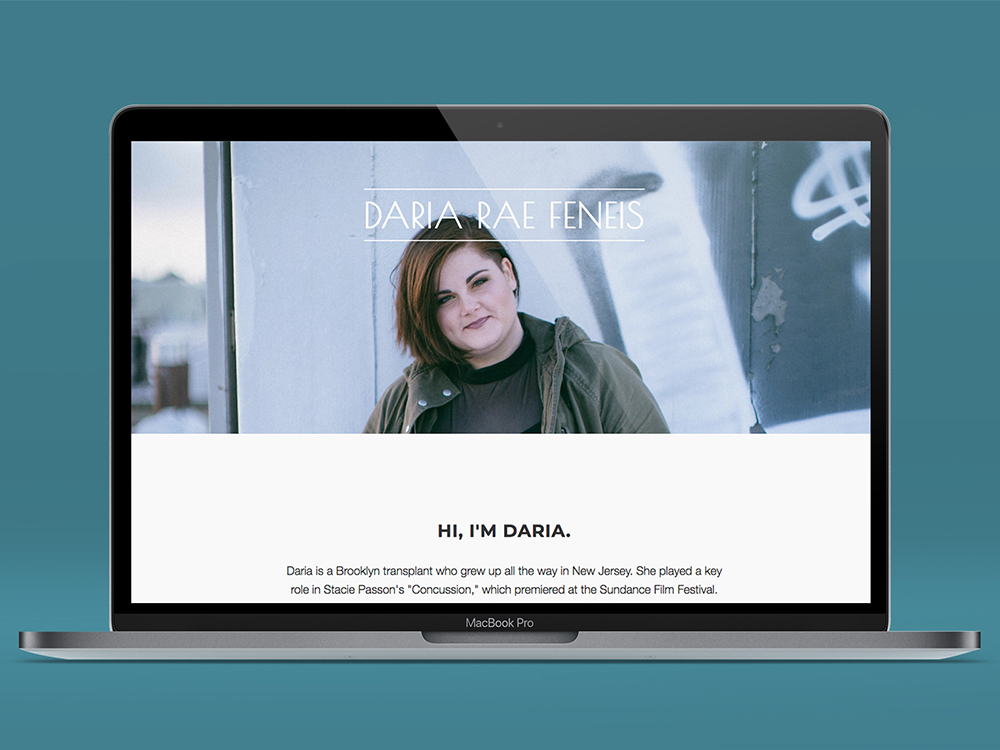 DARIA RAE FENEIS
HI, I'M DARIA.
Daria is a Brooklyn transplant who grew up all the way in New Jersey. She played a key
role in Stacie Passon's "Concussion," which premiered at the Sundance Film Festival.
MacBook Pro